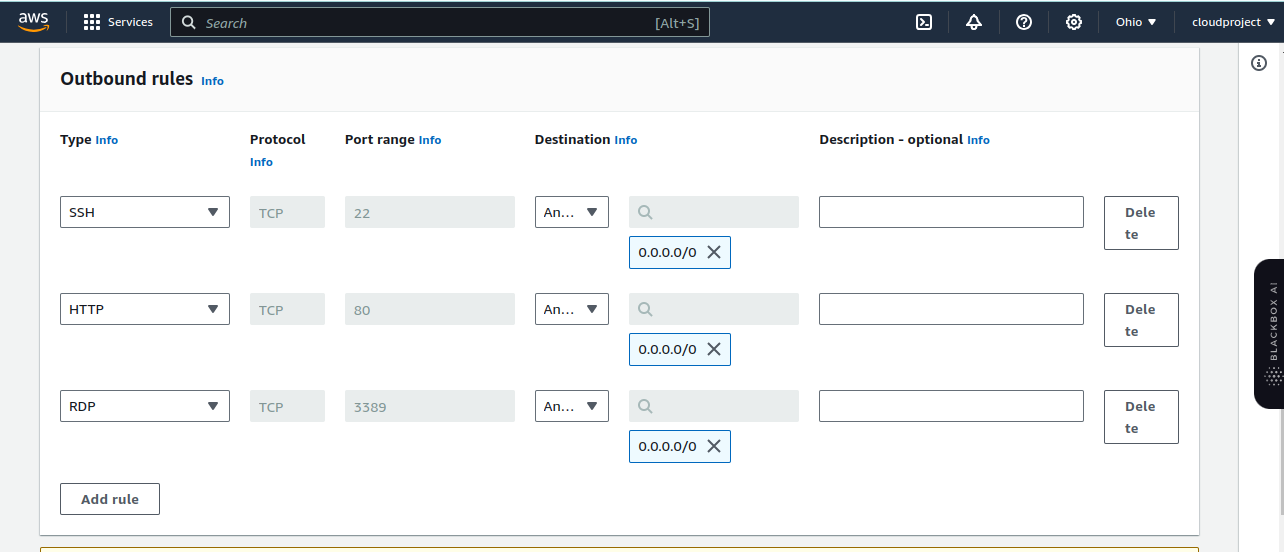 aws Services Search [Alt+S] Ohio cloudproject
Outbound rules Info
Type Info Protocol Info Port range Info Destination Info Description - optional Info
SSH TCP 22 An... Delete
0.0.0.0/0
HTTP TCP 80 An... Delete
0.0.0.0/0
RDP TCP 3389 An... Delete
0.0.0.0/0
Add rule
BLACKBOX AI